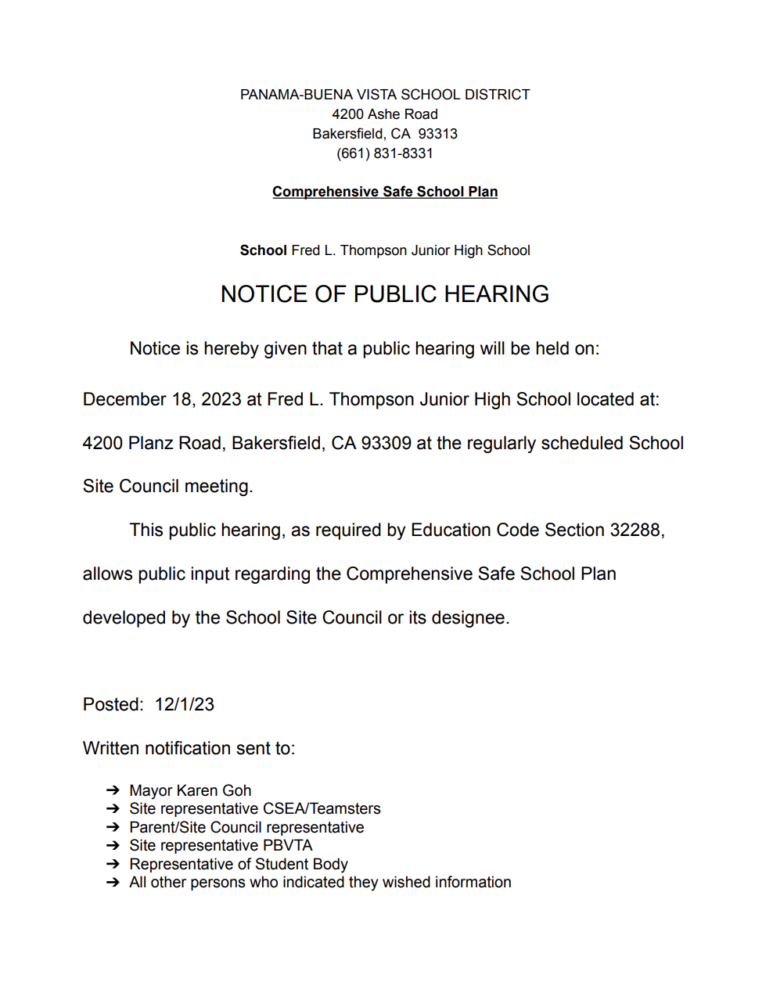 PANAMA-BUENA VISTA SCHOOL DISTRICT
4200 Ashe Road
Bakersfield, CA  93313
(661) 831-8331
Comprehensive Safe School Plan
School Fred L. Thompson Junior High School
NOTICE OF PUBLIC HEARING
Notice is hereby given that a public hearing will be held on:
December 18, 2023 at Fred L. Thompson Junior High School located at:
4200 Planz Road, Bakersfield, CA 93309 at the regularly scheduled School
Site Council meeting.
This public hearing, as required by Education Code Section 32288,
allows public input regarding the Comprehensive Safe School Plan
developed by the School Site Council or its designee.
Posted:  12/1/23
Written notification sent to:
➔ Mayor Karen Goh
➔ Site representative CSEA/Teamsters
➔ Parent/Site Council representative
➔ Site representative PBVTA
➔ Representative of Student Body
➔ All other persons who indicated they wished information